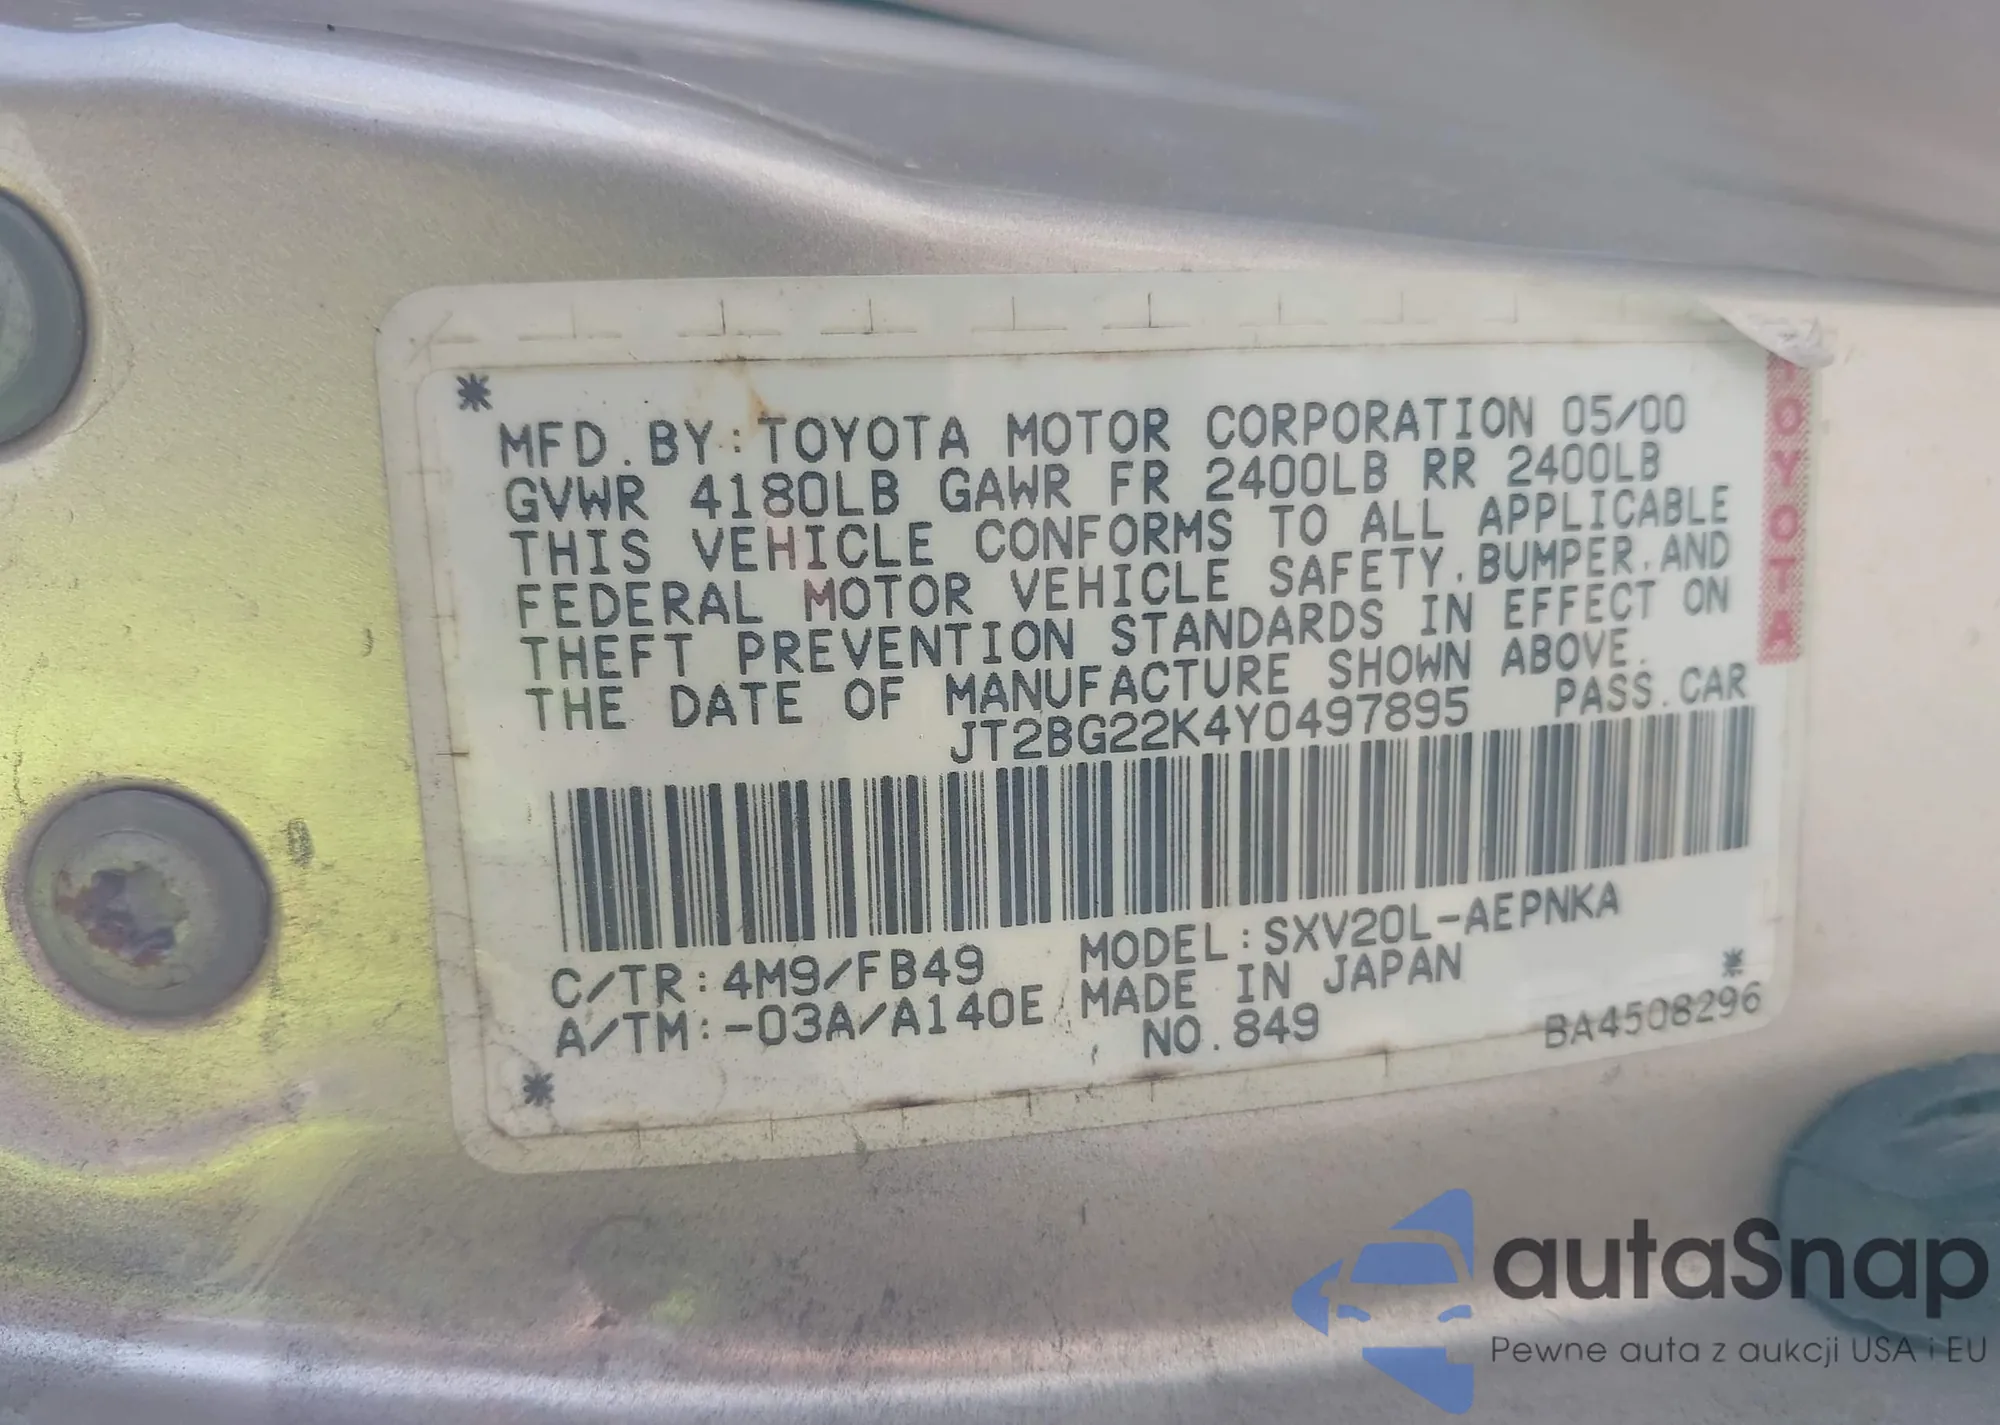 MFD. BY: TOYOTA MOTOR CORPORATION 05/00
GVWR 4180LB GAWR FR 2400LB RR 2400LB
THIS VEHICLE CONFORMS TO ALL APPLICABLE
FEDERAL MOTOR VEHICLE SAFETY, BUMPER, AND
THEFT PREVENTION STANDARDS IN EFFECT ON
THE DATE OF MANUFACTURE SHOWN ABOVE.
JT2BG22K4Y0497895 PASS. CAR
C/TR: 4M9/FB49 MODEL: SXV20L-AEPNKA
A/TM: -03A/A140E MADE IN JAPAN
NO. 849 BA4508296
TOYOTA
autaSnap
Pewne auta z aukcji USA i EU